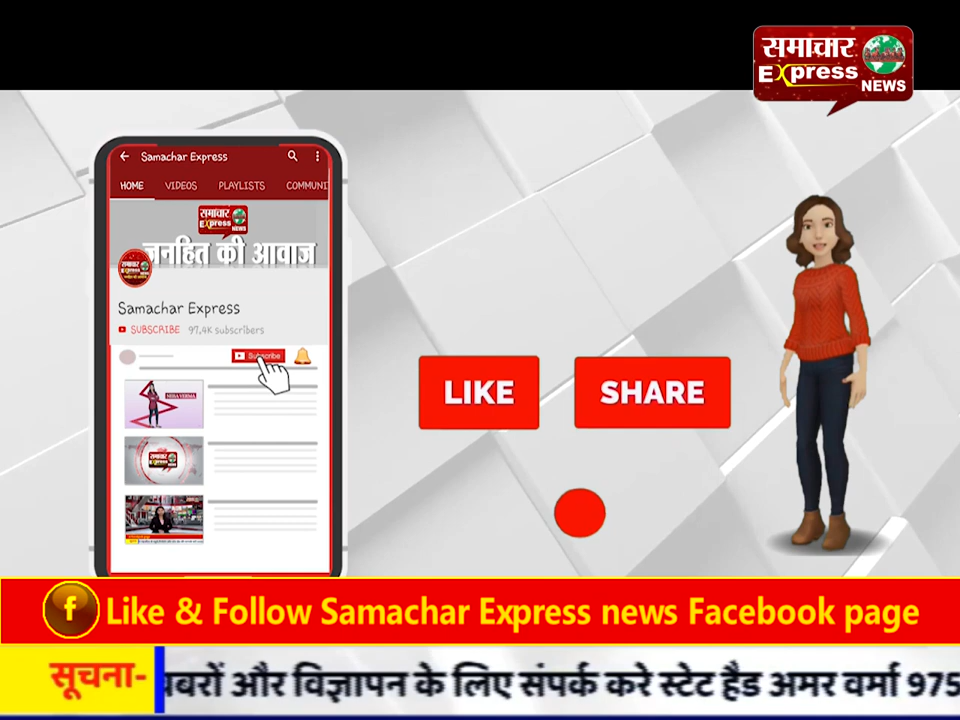 समाचार
Express
NEWS
Samachar Express
HOME VIDEOS PLAYLISTS COMMUNI
समाचार
Express
NEWS
जनहित की आवाज
Samachar Express
SUBSCRIBE 97.4K subscribers
Subscribe
NEHA VERMA
LIKE SHARE
f Like & Follow Samachar Express news Facebook page
सूचना- बरों और विज्ञापन के लिए संपर्क करे स्टेट हैड अमर वर्मा 975